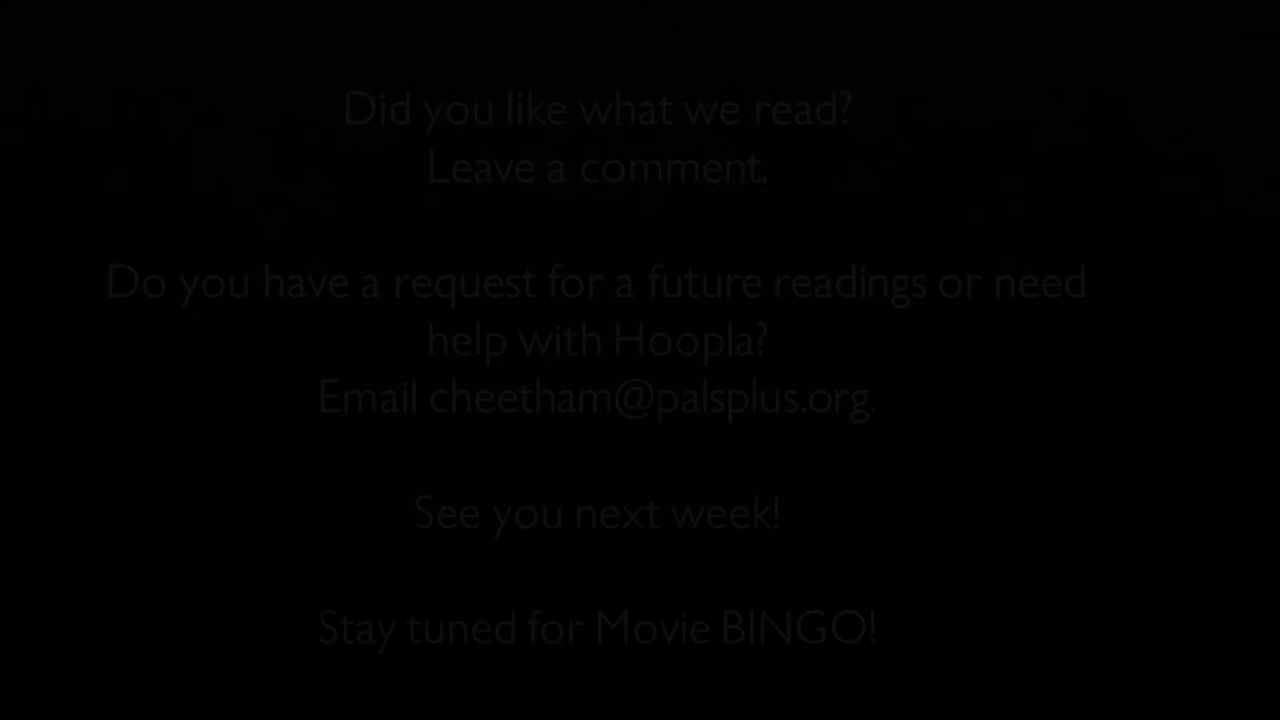 Did you like what we read?
Leave a comment.
Do you have a request for a future readings or need
help with Hoopla?
Email cheetham@palsplus.org.
See you next week!
Stay tuned for Movie BINGO!